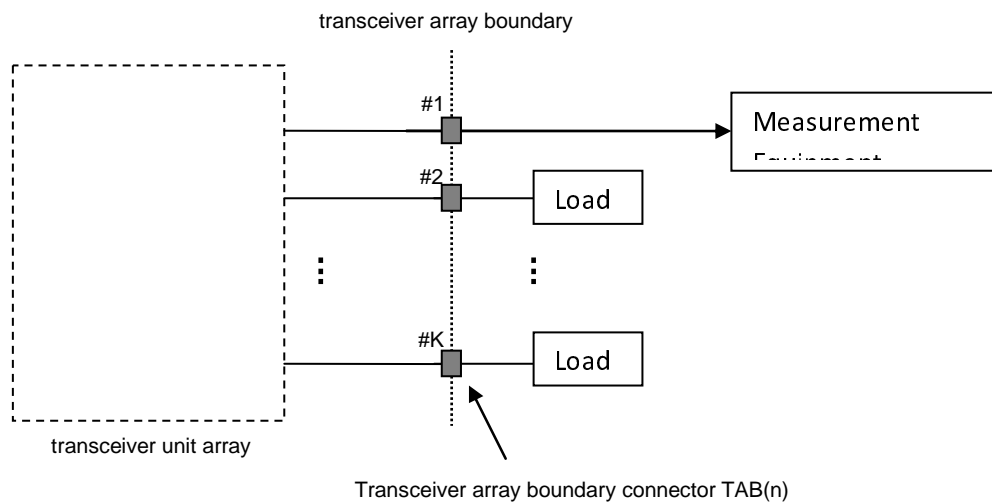 transceiver array boundary
#1
Measurement
#2
Load
#K
Load
transceiver unit array
Transceiver array boundary connector TAB(n)